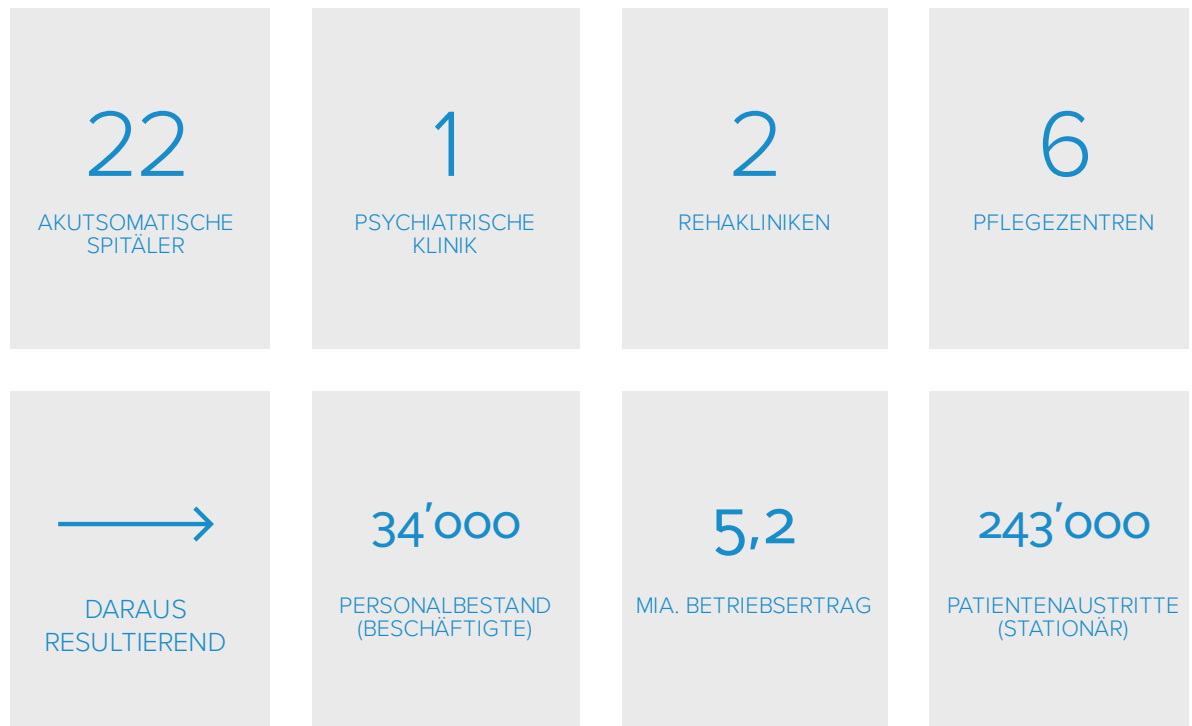 22
AKUTSOMATISCHE
SPITÄLER
1
PSYCHIATRISCHE
KLINIK
2
REHAKLINIKEN
6
PFLEGEZENTREN
DARAUS
RESULTIEREND
34’000
PERSONALBESTAND
(BESCHÄFTIGTE)
5,2
MIA. BETRIEBSERTRAG
243’000
PATIENTENAUSTRITTE
(STATIONÄR)